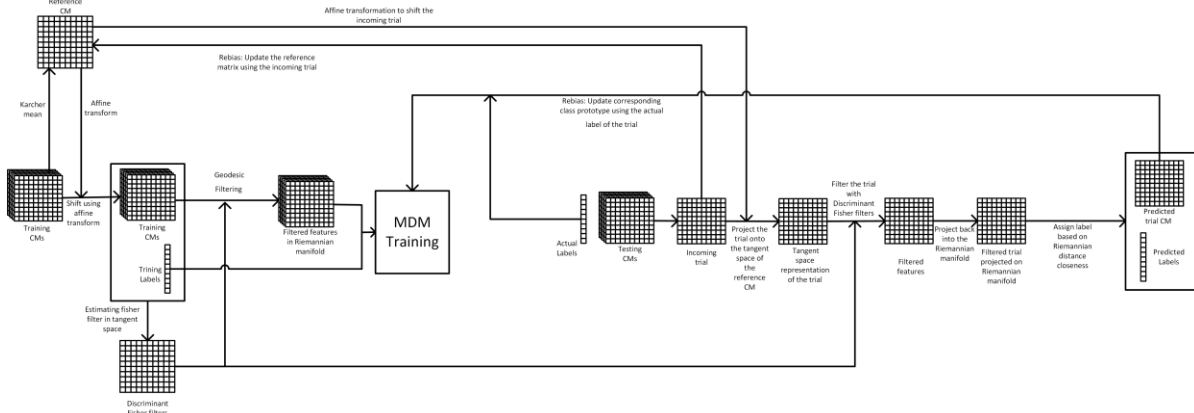 Reference
CM
Affine transformation to shift the
incoming trial
Rebias: Update the reference
matrix using the incoming trial
Karcher
mean
Affine
transform
Rebias: Update corresponding
class prototype using the actual
label of the trial
Geodesic
Filtering
Shift using
affine
transform
Training
CMs
Training
CMs
Filtered features
in Riemannian
manifold
MDM
Training
Trining
Labels
Actual
Labels
Testing
CMs
Incoming
trial
Project the
trial onto
the tangent
space of
the
reference
CM
Tangent
space
representation
of the trial
Filter the trial
with
Discriminant
Fisher filters
Filtered
features
Project back
into the
Riemannian
manifold
Filtered trial
projected on
Riemannian
manifold
Assign label
based on
Riemannian
distance
closeness
Predicted
trial CM
Predicted
Labels
Estimating fisher
filter in tangent
space
Discriminant
Fisher filters